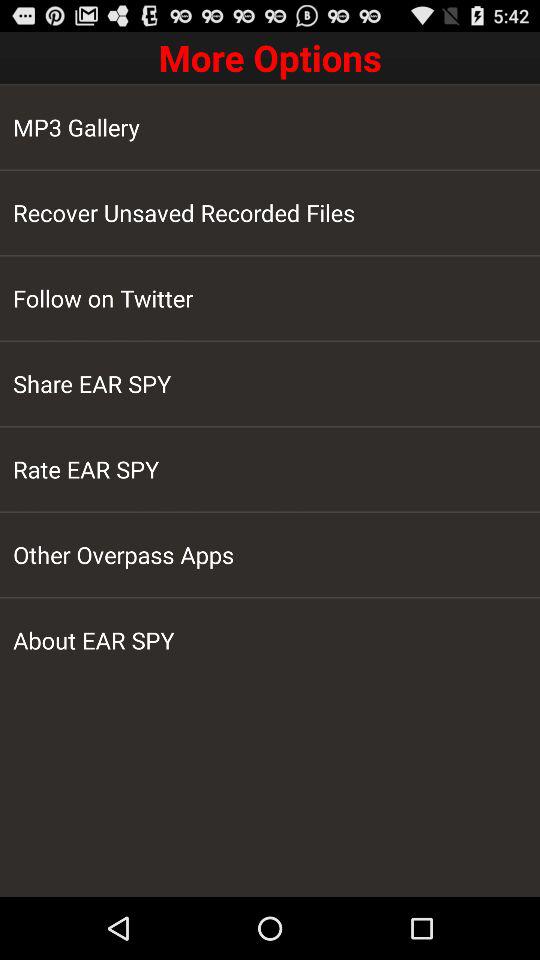 5:42
More Options
MP3 Gallery
Recover Unsaved Recorded Files
Follow on Twitter
Share EAR SPY
Rate EAR SPY
Other Overpass Apps
About EAR SPY